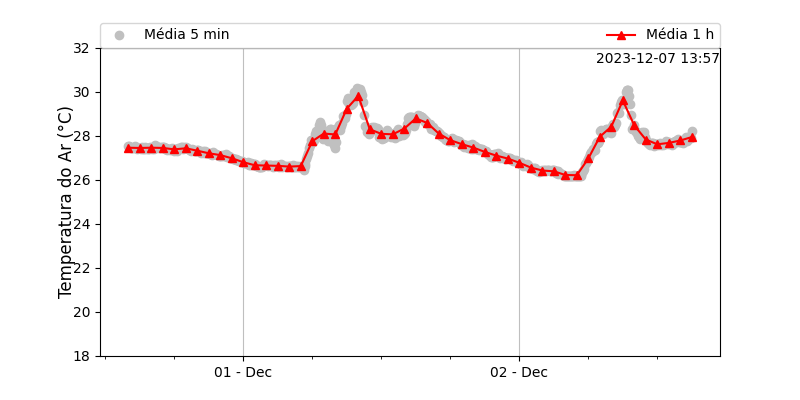 Média 5 min
Média 1 h
2023-12-07 13:57
Temperatura do Ar (°C)
32
30
28
26
24
22
20
18
01 - Dec
02 - Dec